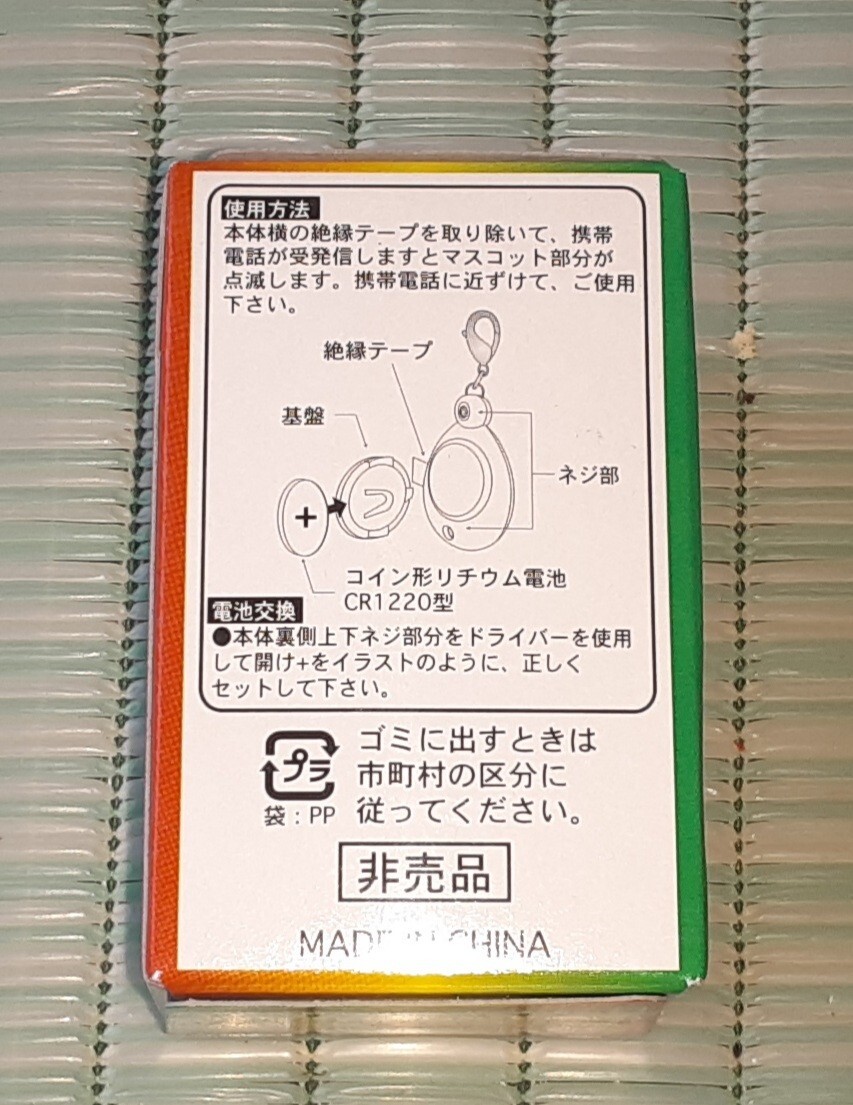 使用方法
本体横の絶縁テープを取り除いて、携帯
電話が受発信しますとマスコット部分が
点滅します。携帯電話に近ずけて、ご使用
下さい。
絶縁テープ
基盤
ネジ部
+
コイン形リチウム電池
CR1220型
電池交換
●本体裏側上下ネジ部分をドライバーを使用
して開け+をイラストのように、正しく
セットして下さい。
プラ
袋:PP
ゴミに出すときは
市町村の区分に
従ってください。
非売品
MADE IN CHINA